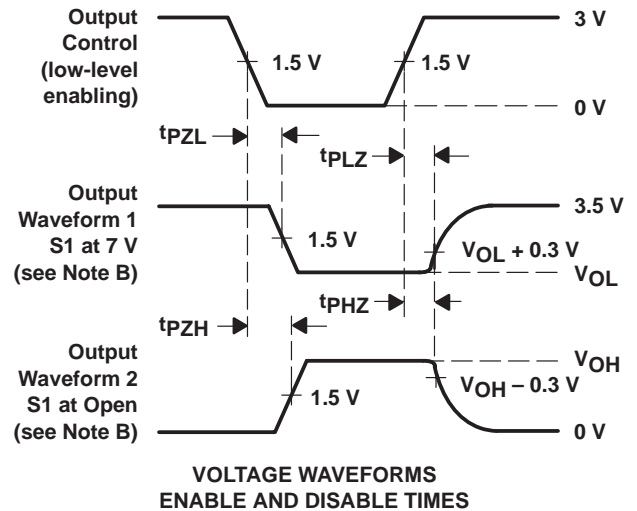 Output
Control
(low-level
enabling)
1.5 V
1.5 V
3 V
0 V
tPZL
tPLZ
Output
Waveform 1
S1 at 7 V
(see Note B)
1.5 V
3.5 V
VOL + 0.3 V
VOL
tPHZ
tPZH
Output
Waveform 2
S1 at Open
(see Note B)
1.5 V
VOH
VOH − 0.3 V
0 V
VOLTAGE WAVEFORMS
ENABLE AND DISABLE TIMES